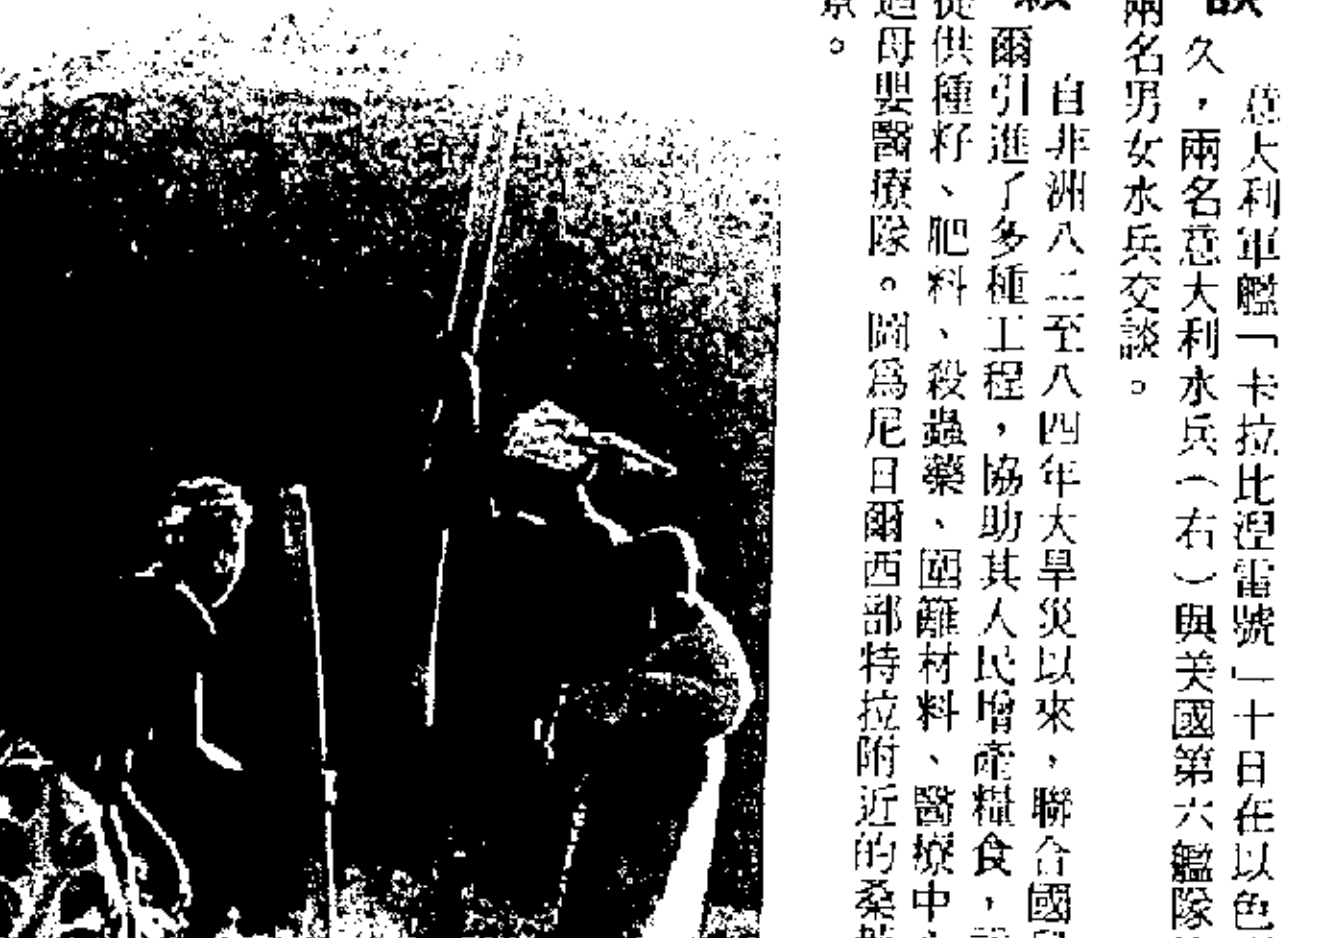 意大利軍艦「卡拉比涅雷號」十日在以色
久，兩名意大利水兵（右）與美國第六艦隊
兩名男女水兵交談。
自非洲八二至八四年大旱災以來，聯合國
爾引進了多種工程，協助其人民增產糧食，
從供種籽、肥料、殺蟲藥、圍籬材料、醫療中
母嬰醫療隊。圖爲尼日爾西部特拉附近的桑
景。